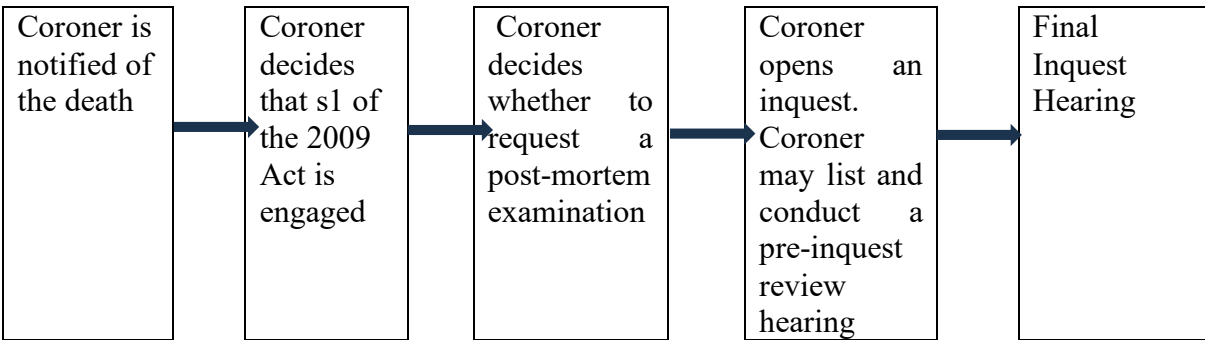 Coroner is
notified of
the death
Coroner
decides
that s1 of
the 2009
Act is
engaged
Coroner
decides
whether to
request a
post-mortem
examination
Coroner
opens an
inquest.
Coroner
may list and
conduct a
pre-inquest
review
hearing
Final
Inquest
Hearing